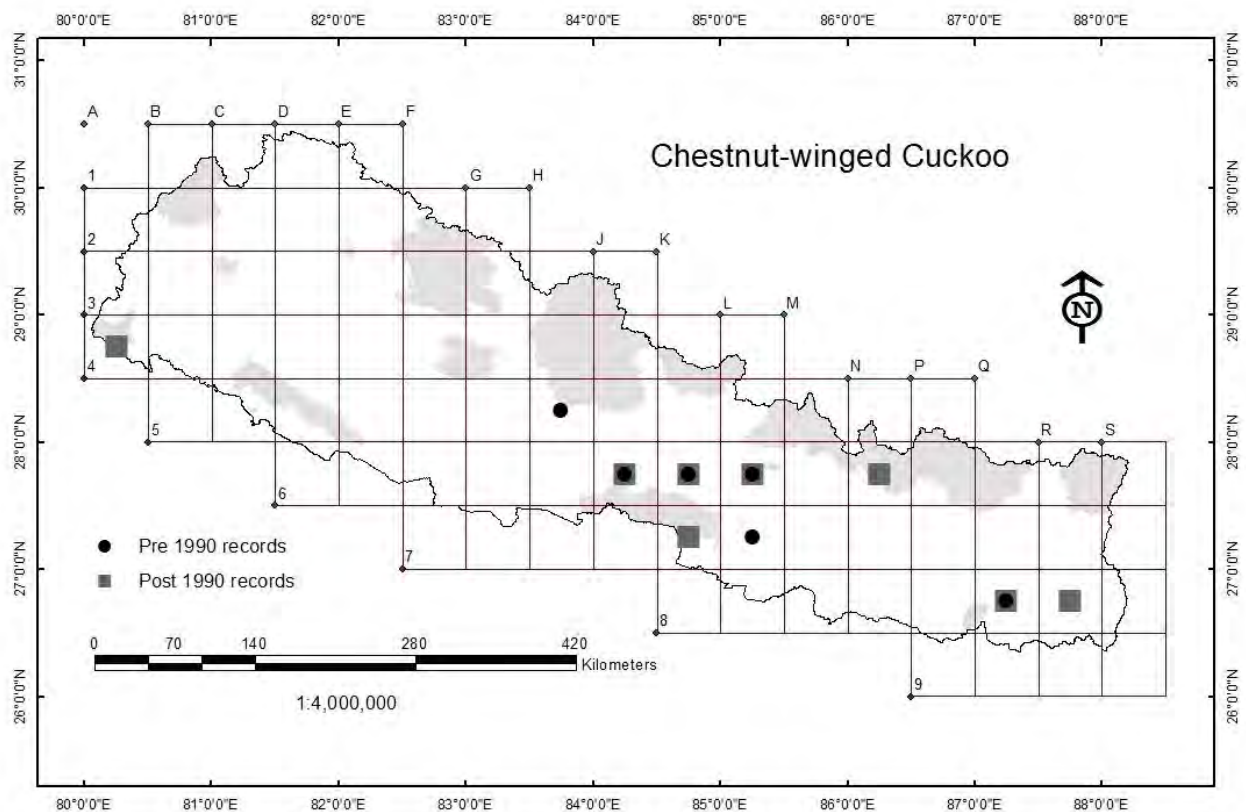 80°0'0"E 81°0'0"E 82°0'0"E 83°0'0"E 84°0'0"E 85°0'0"E 86°0'0"E 87°0'0"E 88°0'0"E
31°0'0"N 31°0'0"N
A B C D E F
Chestnut-winged Cuckoo
1 G H
30°0'0"N 30°0'0"N
2 J K
N
3 L M
29°0'0"N 29°0'0"N
4 N P Q
5 R S
28°0'0"N 28°0'0"N
6
Pre 1990 records
7
27°0'0"N 27°0'0"N
Post 1990 records
8
0 70 140 280 420
Kilometers
9
1:4,000,000
26°0'0"N 26°0'0"N
80°0'0"E 81°0'0"E 82°0'0"E 83°0'0"E 84°0'0"E 85°0'0"E 86°0'0"E 87°0'0"E 88°0'0"E